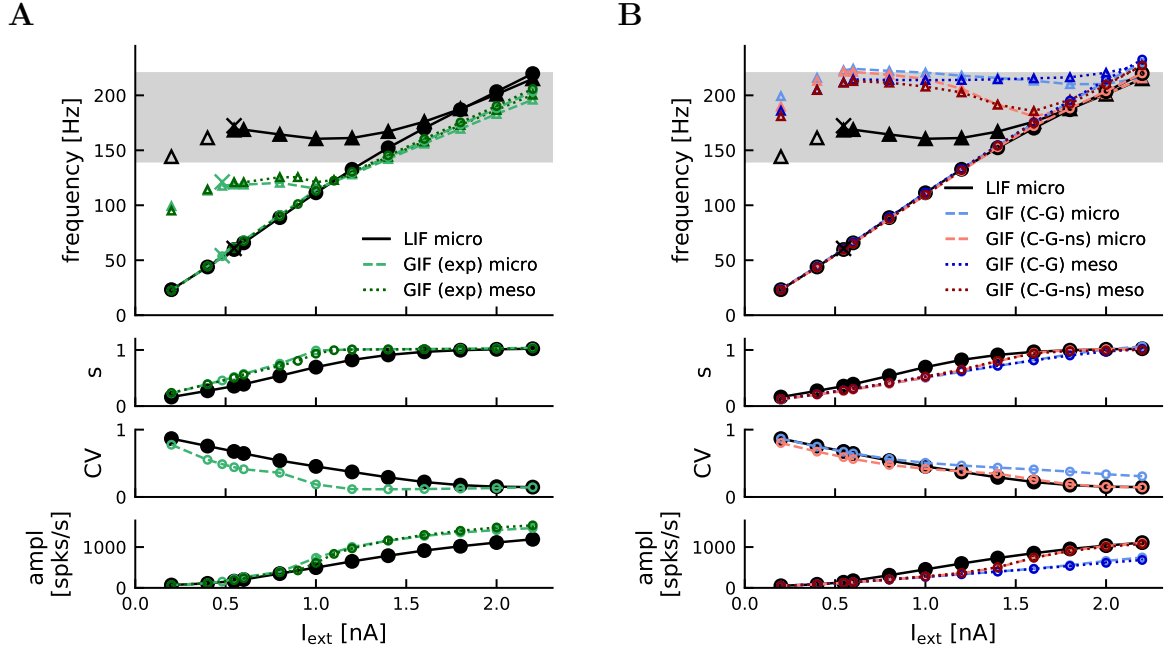 A
B
frequency [Hz]
200
150
100
50
0
LIF micro
GIF (exp) micro
GIF (exp) meso
s
1
0
CV
1
0
ampl
[spks/s]
1000
0
0.0 0.5 1.0 1.5 2.0
I_ext [nA]
frequency [Hz]
200
150
100
50
0
LIF micro
GIF (C-G) micro
GIF (C-G-ns) micro
GIF (C-G) meso
GIF (C-G-ns) meso
s
1
0
CV
1
0
ampl
[spks/s]
1000
0
0.0 0.5 1.0 1.5 2.0
I_ext [nA]